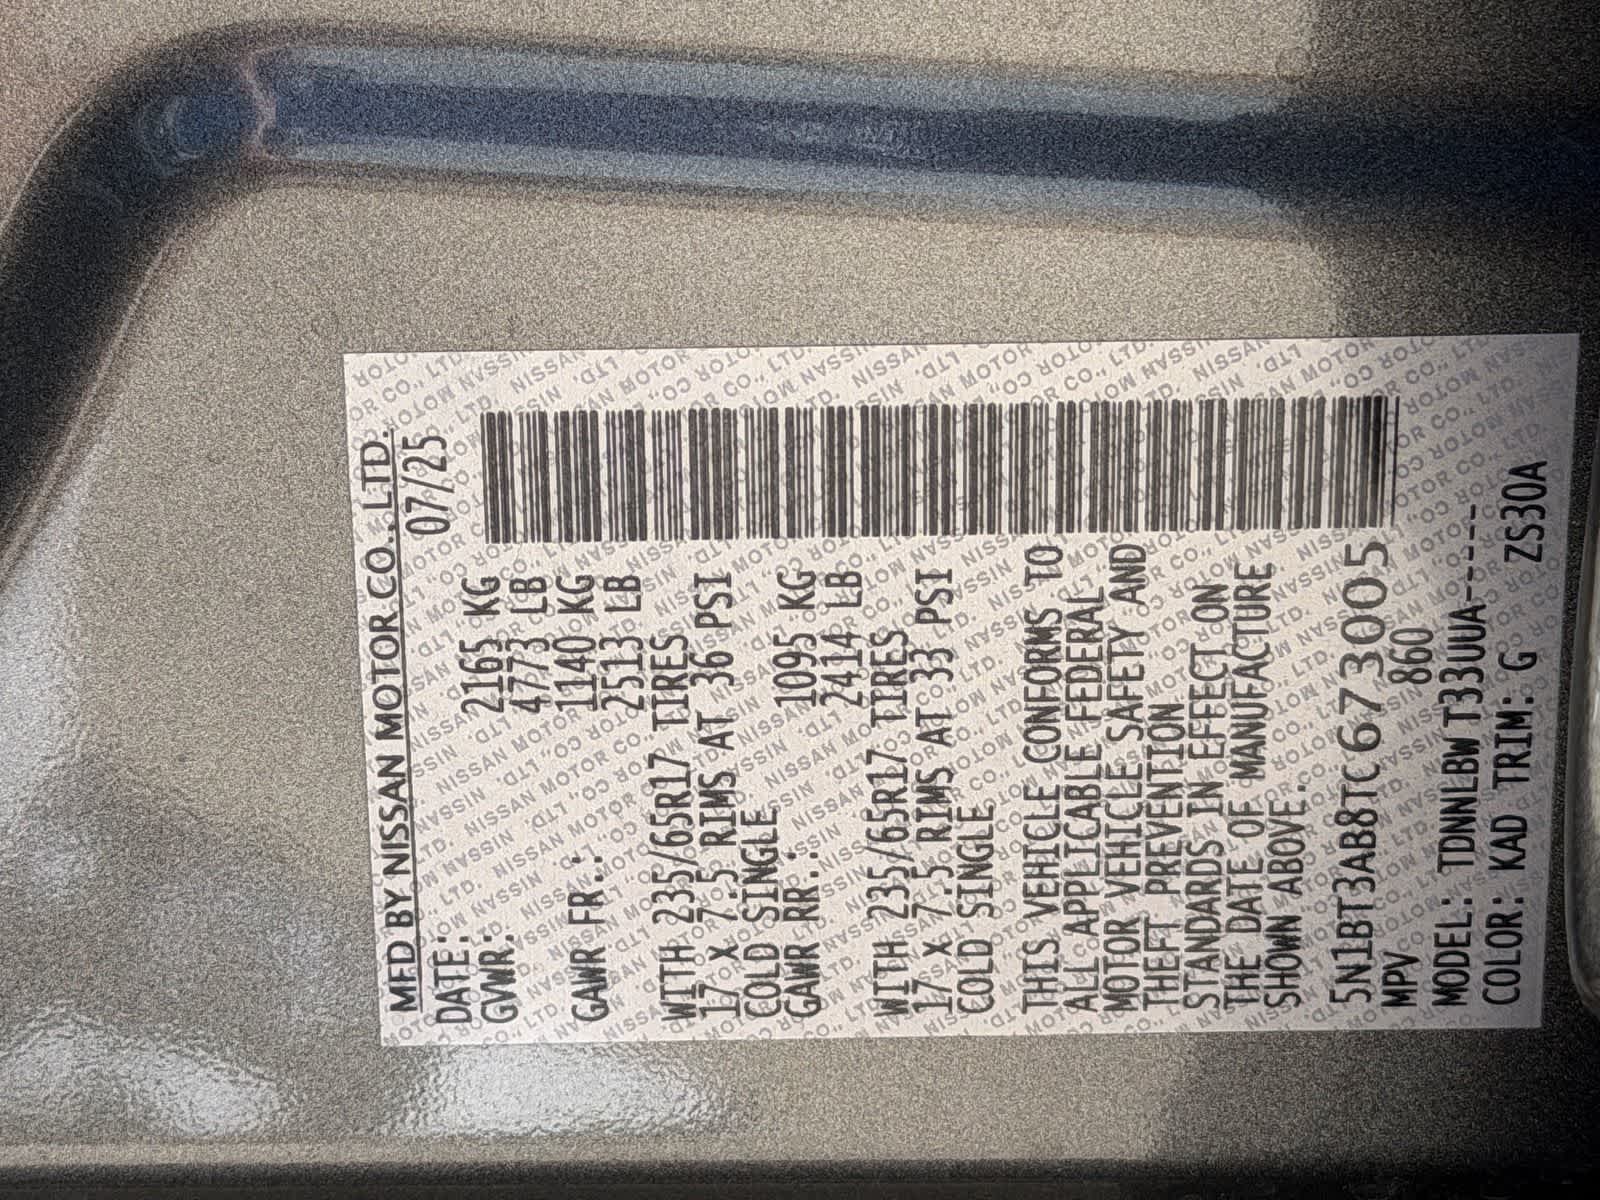 MFD BY NISSAN MOTOR CO., LTD.
DATE: 07/25
GVWR: 2165 KG
4773 LB
GAWR FR.: 1140 KG
2513 LB
WITH 235/65R17 TIRES
17 X 7.5 RIMS AT 36 PSI
COLD SINGLE
GAWR RR.: 1095 KG
2414 LB
WITH 235/65R17 TIRES
17 X 7.5 RIMS AT 33 PSI
COLD SINGLE
THIS VEHICLE CONFORMS TO
ALL APPLICABLE FEDERAL
MOTOR VEHICLE SAFETY AND
THEFT PREVENTION
STANDARDS IN EFFECT ON
THE DATE OF MANUFACTURE
SHOWN ABOVE.
5N1BT3AB8TC673005
MPV 860
MODEL: TDNNLBW T33UUA------
COLOR: KAD TRIM: G ZS30A